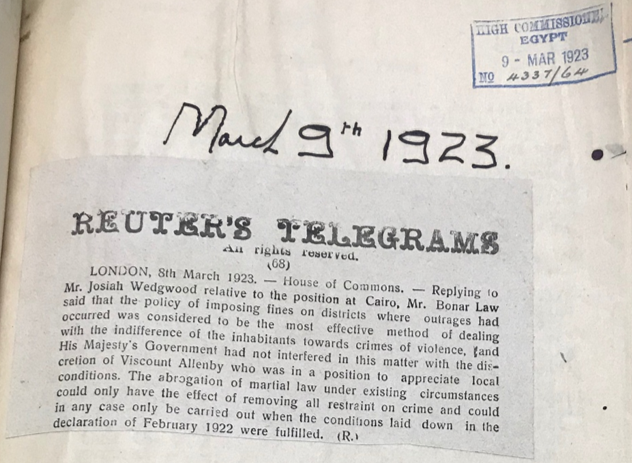 HIGH COMMISSIONER
EGYPT
9 - MAR 1923
No 4337/64
March 9th 1923.
REUTER'S TELEGRAMS
All rights reserved.
(68)
LONDON, 8th March 1923. — House of Commons. — Replying to
Mr. Josiah Wedgwood relative to the position at Cairo, Mr. Bonar Law
said that the policy of imposing fines on districts where outrages had
occurred was considered to be the most effective method of dealing
with the indifference of the inhabitants towards crimes of violence, and
His Majesty's Government had not interfered in this matter with the dis-
cretion of Viscount Allenby who was in a position to appreciate local
conditions. The abrogation of martial law under existing circumstances
could only have the effect of removing all restraint on crime and could
in any case only be carried out when the conditions laid down in the
declaration of February 1922 were fulfilled. (R.)